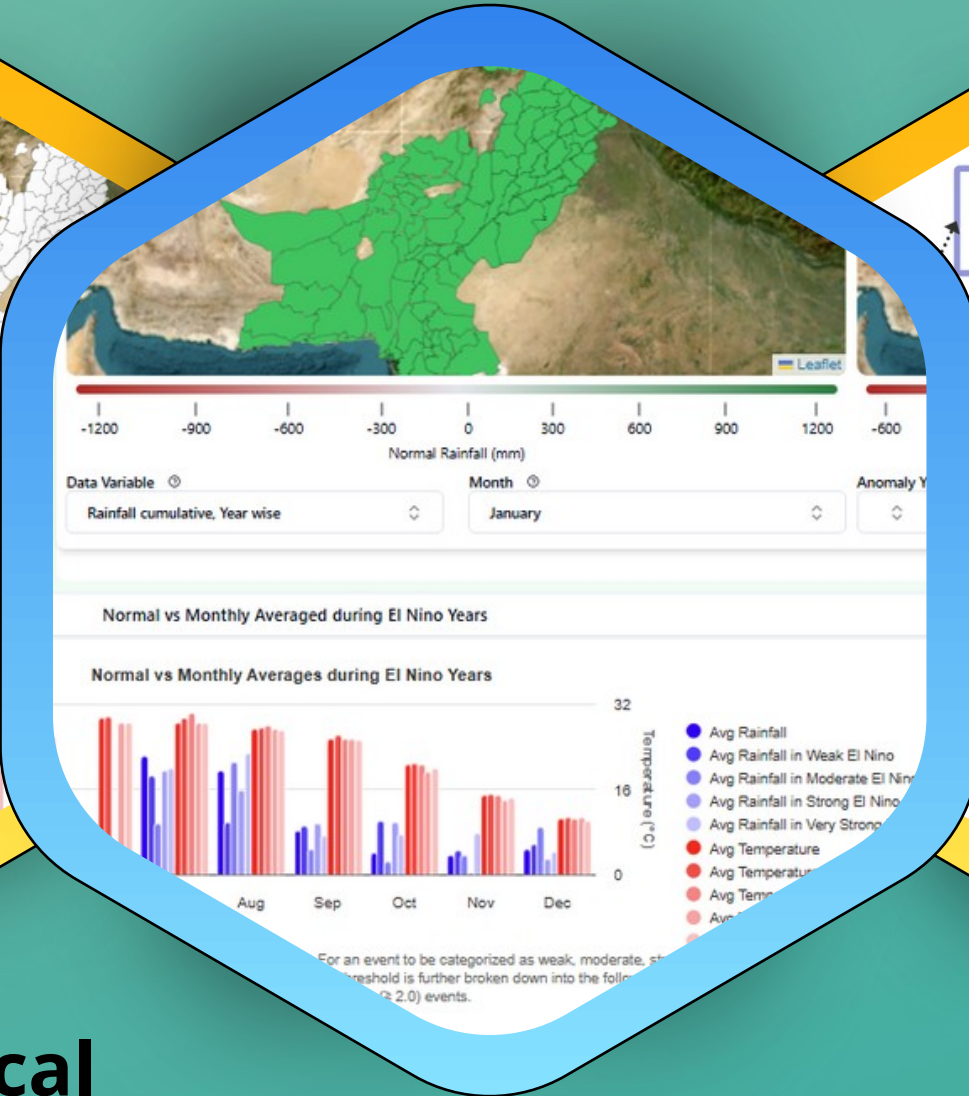 Leaflet
-1200 -900 -600 -300 0 300 600 900 1200 -600
Normal Rainfall (mm)
Data Variable Month Anomaly Y
Rainfall cumulative, Year wise January
Normal vs Monthly Averaged during El Nino Years
Normal vs Monthly Averages during El Nino Years
32
16
0
Temperature (°C)
Avg Rainfall
Avg Rainfall in Weak El Nino
Avg Rainfall in Moderate El Nino
Avg Rainfall in Strong El Nino
Avg Rainfall in Very Strong
Avg Temperature
Avg Temperatur
Avg Temp
Avg
Aug Sep Oct Nov Dec
For an event to be categorized as weak, moderate, st
hreshold is further broken down into the follo
(≥ 2.0) events.
cal